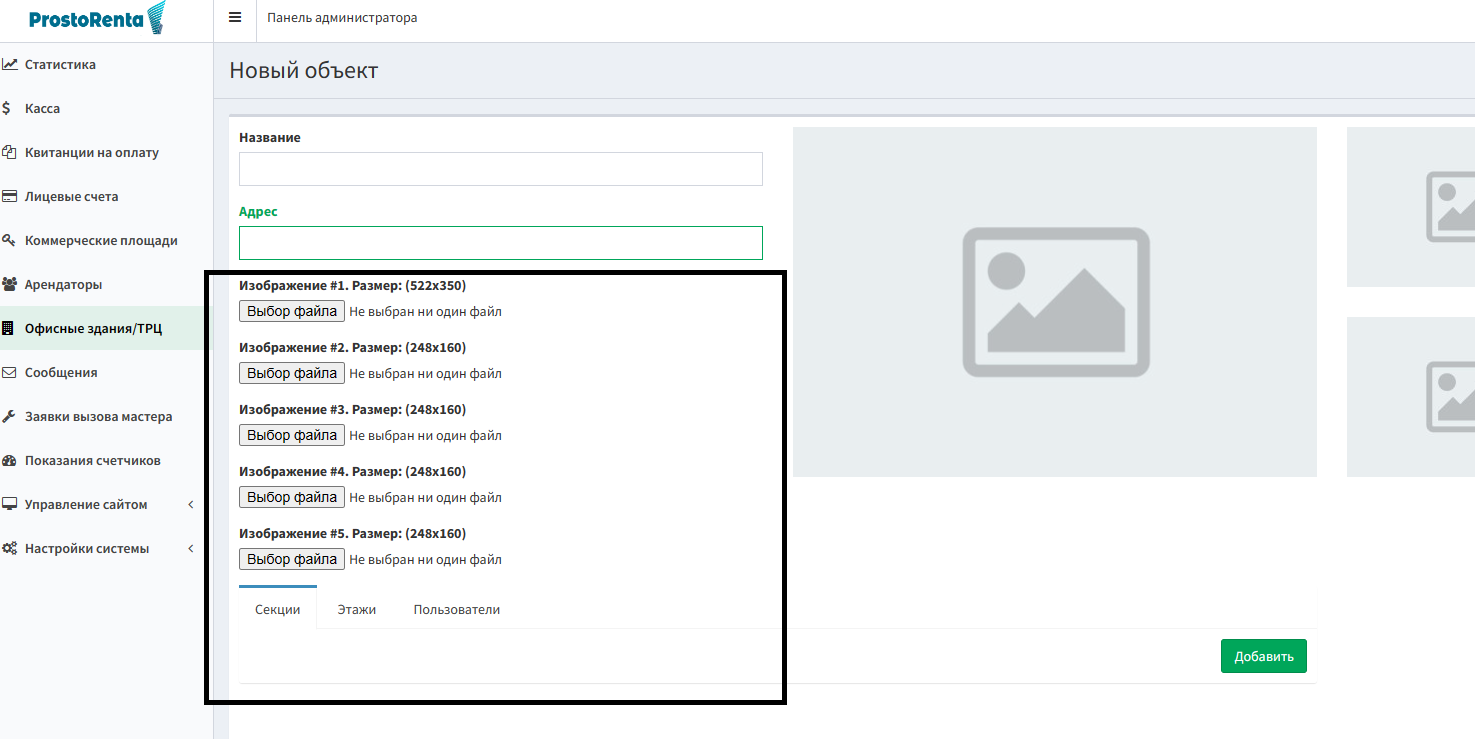 ProstoRenta
Панель администратора
Статистика
Касса
Квитанции на оплату
Лицевые счета
Коммерческие площади
Арендаторы
Офисные здания/ТРЦ
Сообщения
Заявки вызова мастера
Показания счетчиков
Управление сайтом
Настройки системы
Новый объект
Название
Адрес
Изображение #1. Размер: (522x350)
Выбор файла Не выбран ни один файл
Изображение #2. Размер: (248x160)
Выбор файла Не выбран ни один файл
Изображение #3. Размер: (248x160)
Выбор файла Не выбран ни один файл
Изображение #4. Размер: (248x160)
Выбор файла Не выбран ни один файл
Изображение #5. Размер: (248x160)
Выбор файла Не выбран ни один файл
Секции Этажи Пользователи
Добавить